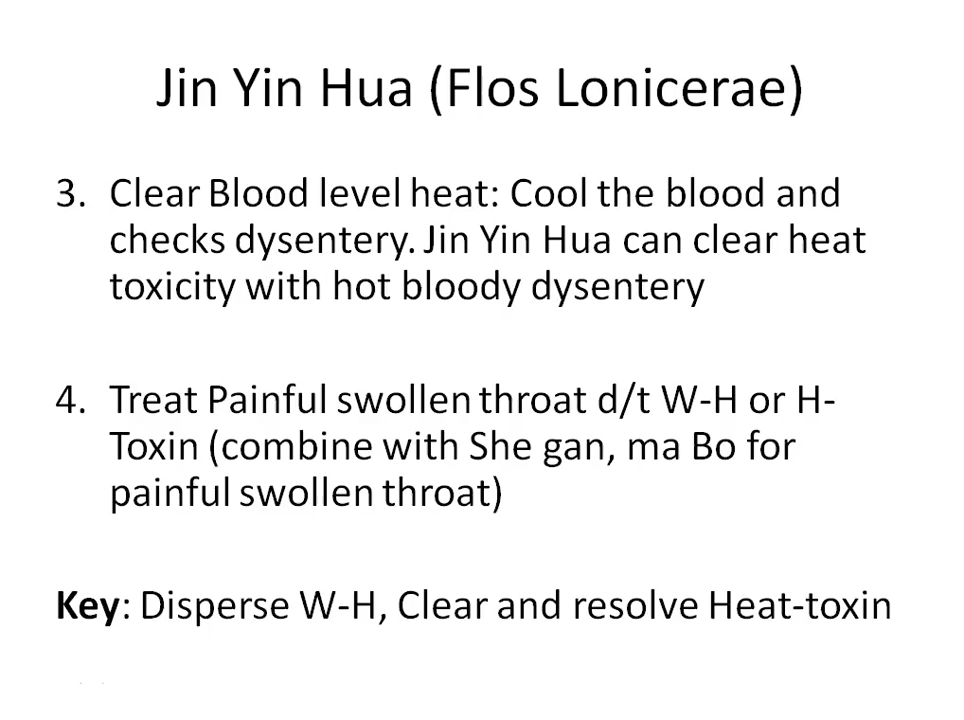 Jin Yin Hua (Flos Lonicerae)
3. Clear Blood level heat: Cool the blood and
checks dysentery. Jin Yin Hua can clear heat
toxicity with hot bloody dysentery
4. Treat Painful swollen throat d/t W-H or H-
Toxin (combine with She gan, ma Bo for
painful swollen throat)
Key: Disperse W-H, Clear and resolve Heat-toxin